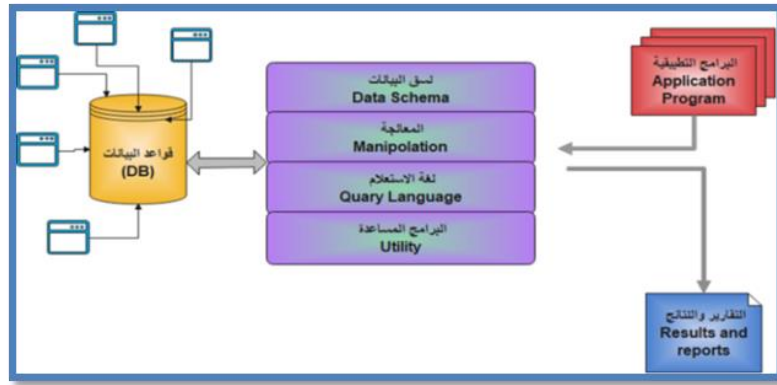 قواعد البيانات
(DB)
نسق البيانات
Data Schema
المعالجة
Manipolation
لغة الاستعلام
Quary Language
البرامج المساعدة
Utility
البرامج التطبيقية
Application
Program
التقارير والنتائج
Results and
reports